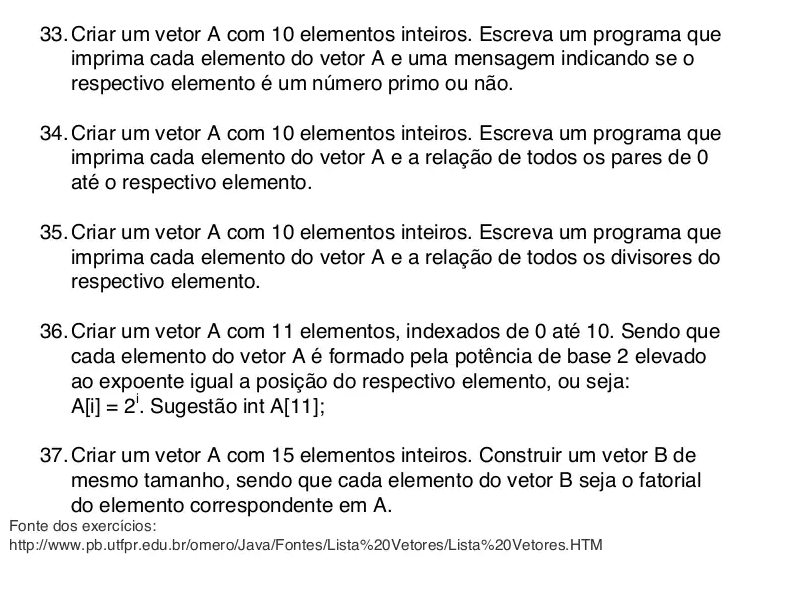 33. Criar um vetor A com 10 elementos inteiros. Escreva um programa que
imprima cada elemento do vetor A e uma mensagem indicando se o
respectivo elemento é um número primo ou não.
34. Criar um vetor A com 10 elementos inteiros. Escreva um programa que
imprima cada elemento do vetor A e a relação de todos os pares de 0
até o respectivo elemento.
35. Criar um vetor A com 10 elementos inteiros. Escreva um programa que
imprima cada elemento do vetor A e a relação de todos os divisores do
respectivo elemento.
36. Criar um vetor A com 11 elementos, indexados de 0 até 10. Sendo que
cada elemento do vetor A é formado pela potência de base 2 elevado
ao expoente igual a posição do respectivo elemento, ou seja:
A[i] = 2ⁱ. Sugestão int A[11];
37. Criar um vetor A com 15 elementos inteiros. Construir um vetor B de
mesmo tamanho, sendo que cada elemento do vetor B seja o fatorial
do elemento correspondente em A.
Fonte dos exercícios:
http://www.pb.utfpr.edu.br/omero/Java/Fontes/Lista%20Vetores/Lista%20Vetores.HTM